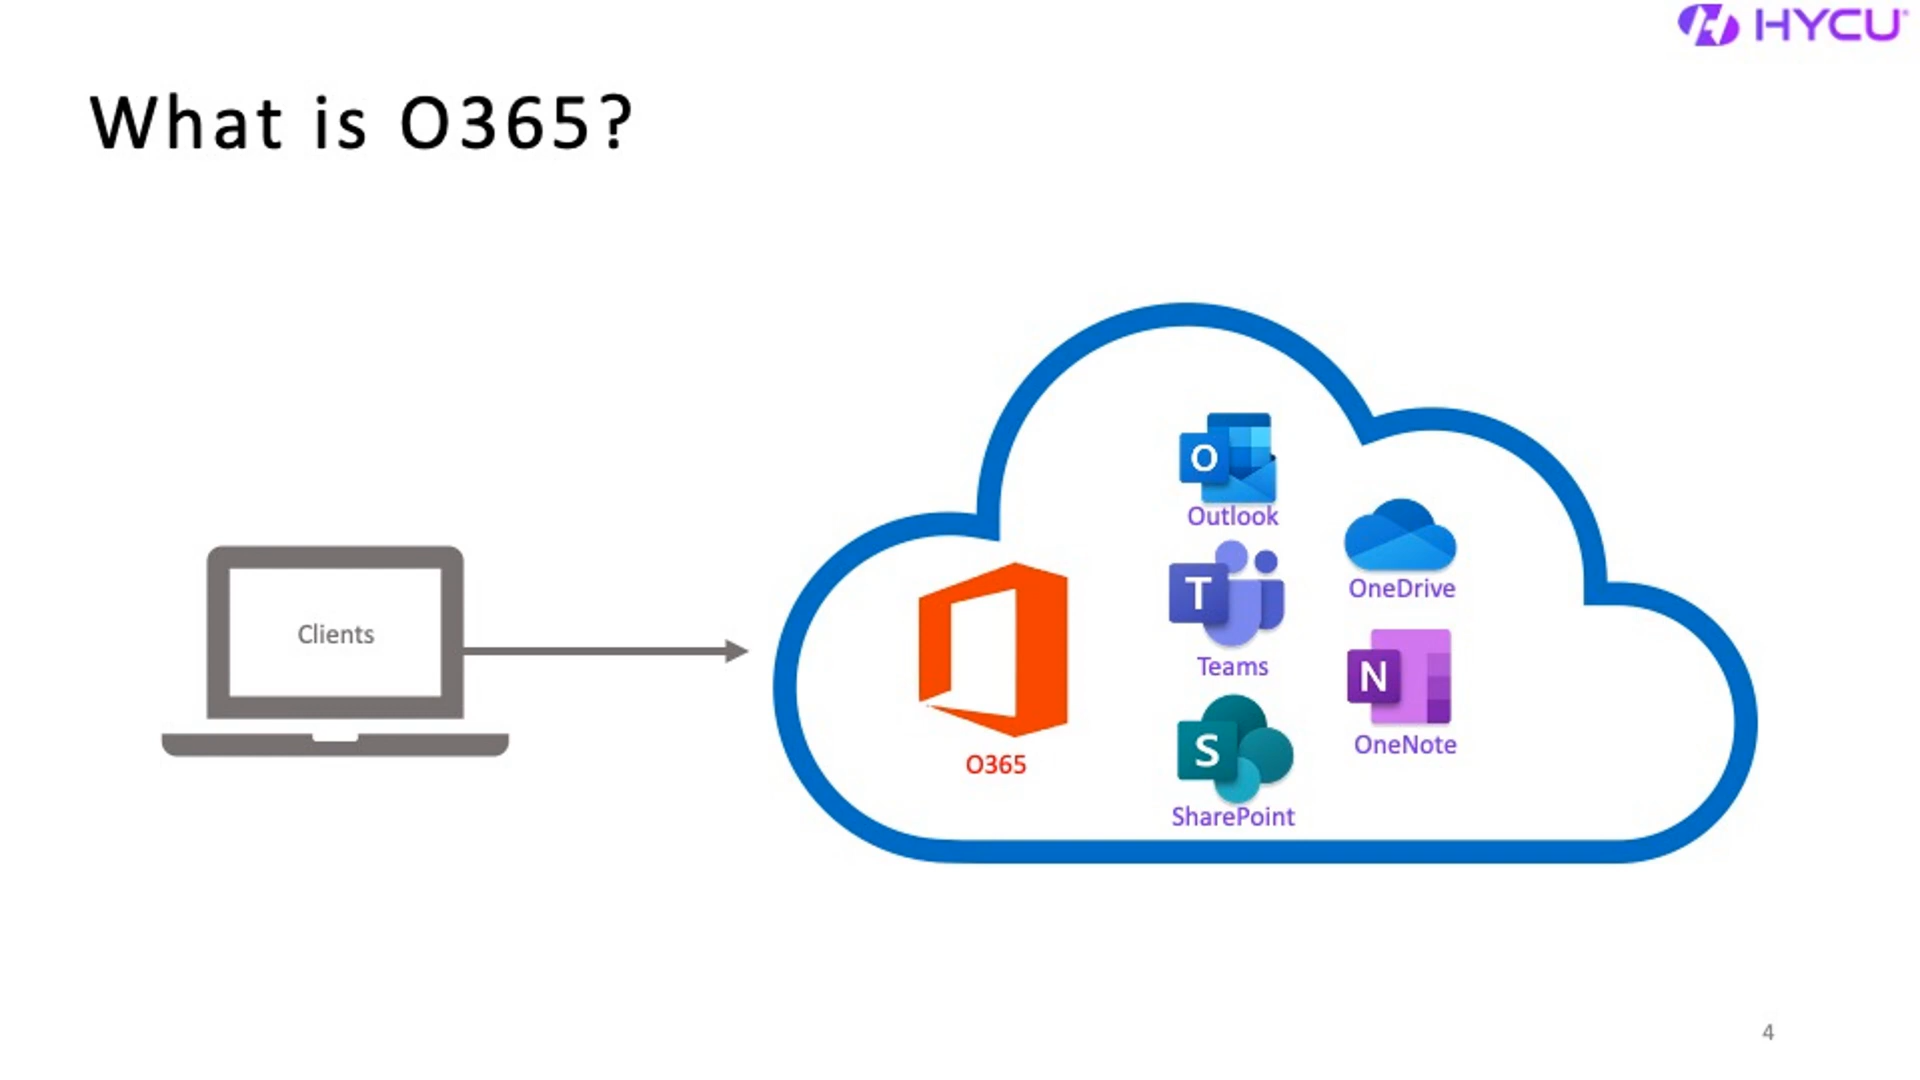 HYCU
What is O365?
Clients
O365
O
Outlook
T
Teams
S
SharePoint
OneDrive
N
OneNote
4